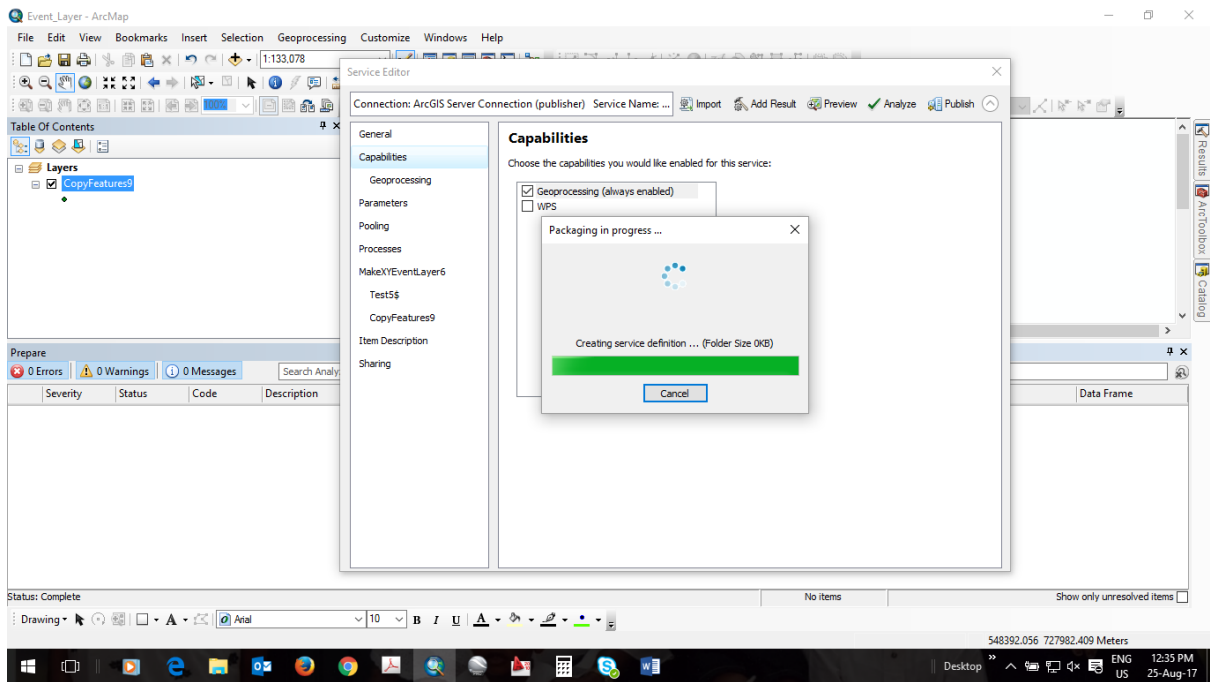 Event_Layer - ArcMap
File Edit View Bookmarks Insert Selection Geoprocessing Customize Windows Help
1:133,078
100%
Table Of Contents
Layers
CopyFeatures9
Service Editor
Connection: ArcGIS Server Connection (publisher) Service Name: ...
Import Add Result Preview Analyze Publish
General
Capabilities
Geoprocessing
Parameters
Pooling
Processes
MakeXYEventLayer6
Test5$
CopyFeatures9
Item Description
Sharing
Capabilities
Choose the capabilities you would like enabled for this service:
Geoprocessing (always enabled)
WPS
Packaging in progress ...
Creating service definition ... (Folder Size 0KB)
Cancel
Results
ArcToolbox
Catalog
Prepare
0 Errors 0 Warnings 0 Messages Search Analy
Severity Status Code Description Data Frame
Status: Complete No items Show only unresolved items
Drawing A Arial 10 B I U A
548392.056 727982.409 Meters
Desktop ENG 12:35 PM
US 25-Aug-17